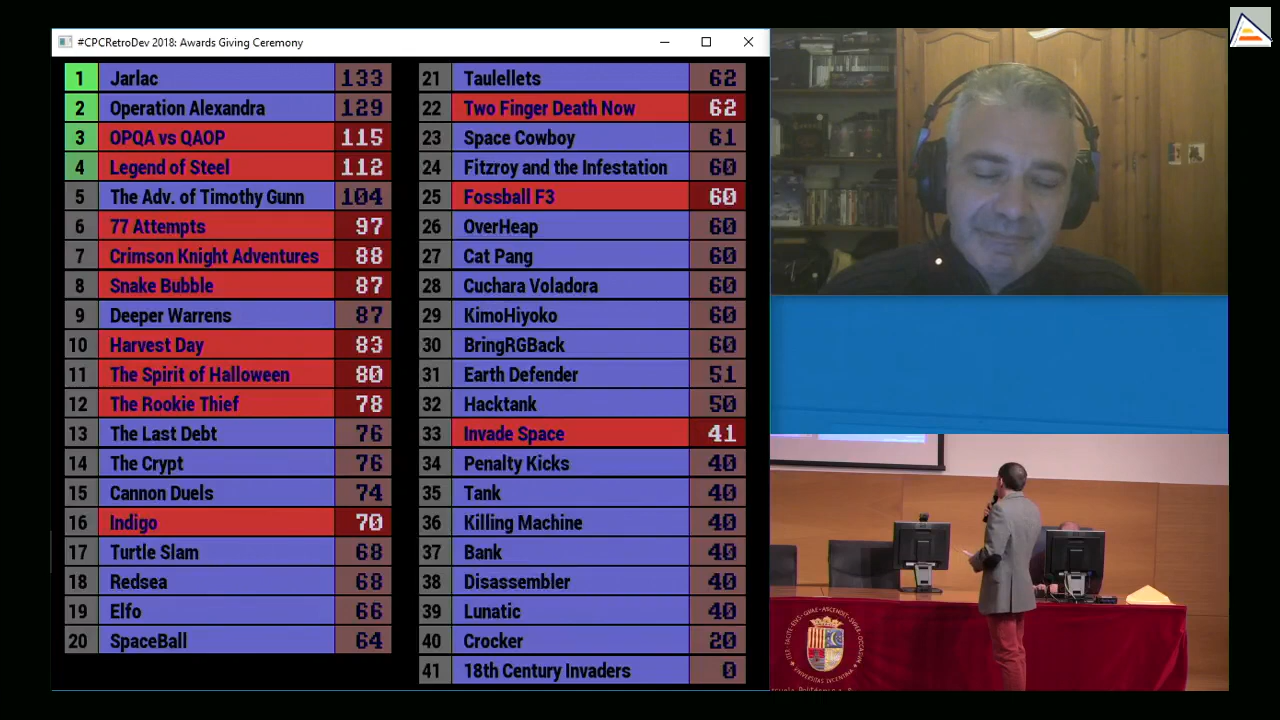 #CPCRetroDev 2018: Awards Giving Ceremony
1 Jarlac 133
2 Operation Alexandra 129
3 OPQA vs QAOP 115
4 Legend of Steel 112
5 The Adv. of Timothy Gunn 104
6 77 Attempts 97
7 Crimson Knight Adventures 88
8 Snake Bubble 87
9 Deeper Warrens 87
10 Harvest Day 83
11 The Spirit of Halloween 80
12 The Rookie Thief 78
13 The Last Debt 76
14 The Crypt 76
15 Cannon Duels 74
16 Indigo 70
17 Turtle Slam 68
18 Redsea 68
19 Elfo 66
20 SpaceBall 64
21 Taulellets 62
22 Two Finger Death Now 62
23 Space Cowboy 61
24 Fitzroy and the Infestation 60
25 Fossball F3 60
26 OverHeap 60
27 Cat Pang 60
28 Cuchara Voladora 60
29 KimoHiyoko 60
30 BringRGBack 60
31 Earth Defender 51
32 Hacktank 50
33 Invade Space 41
34 Penalty Kicks 40
35 Tank 40
36 Killing Machine 40
37 Bank 40
38 Disassembler 40
39 Lunatic 40
40 Crocker 20
41 18th Century Invaders 0